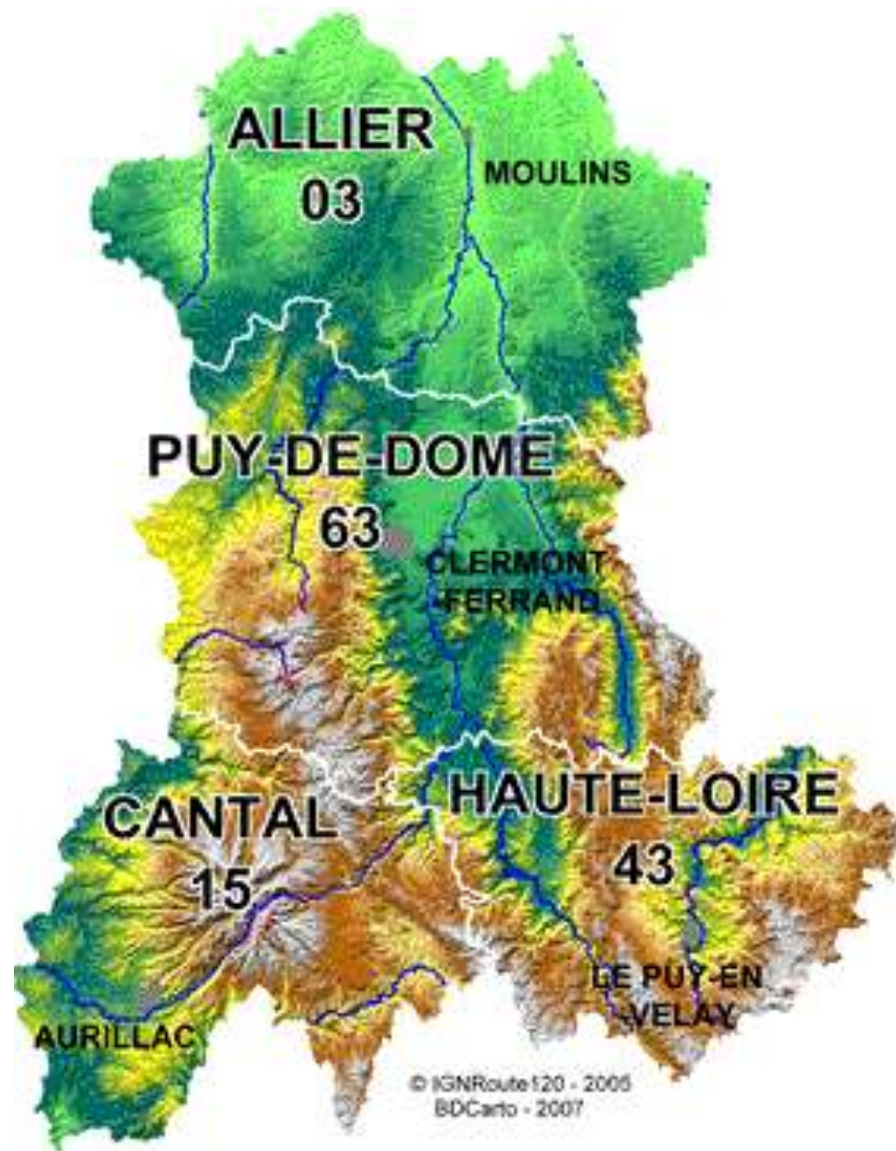 ALLIER
03
MOULINS
PUY-DE-DOME
63
CLERMONT
-FERRAND
CANTAL
15
HAUTE-LOIRE
43
LE PUY-EN
-VELAY
AURILLAC
© IGNRoute120 - 2005
BDCarto - 2007